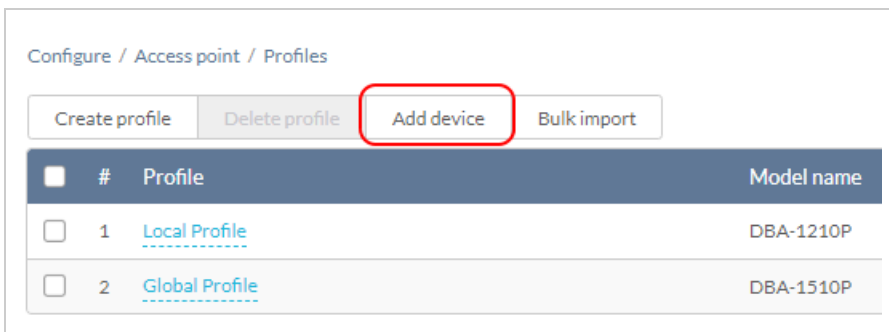 Configure / Access point / Profiles
Create profile Delete profile Add device Bulk import
# Profile Model name
1 Local Profile DBA-1210P
2 Global Profile DBA-1510P